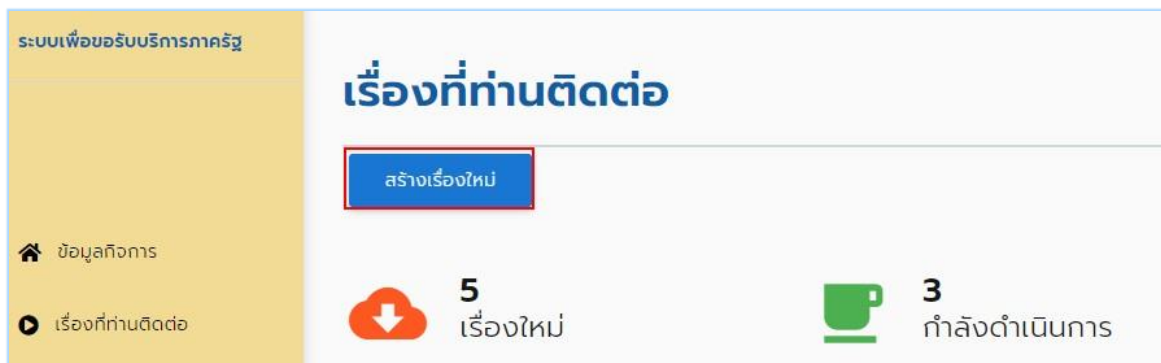 ระบบเพื่อขอรับบริการภาครัฐ
เรื่องที่ท่านติดต่อ
สร้างเรื่องใหม่
ข้อมูลกิจการ
เรื่องที่ท่านติดต่อ
5
เรื่องใหม่
3
กำลังดำเนินการ